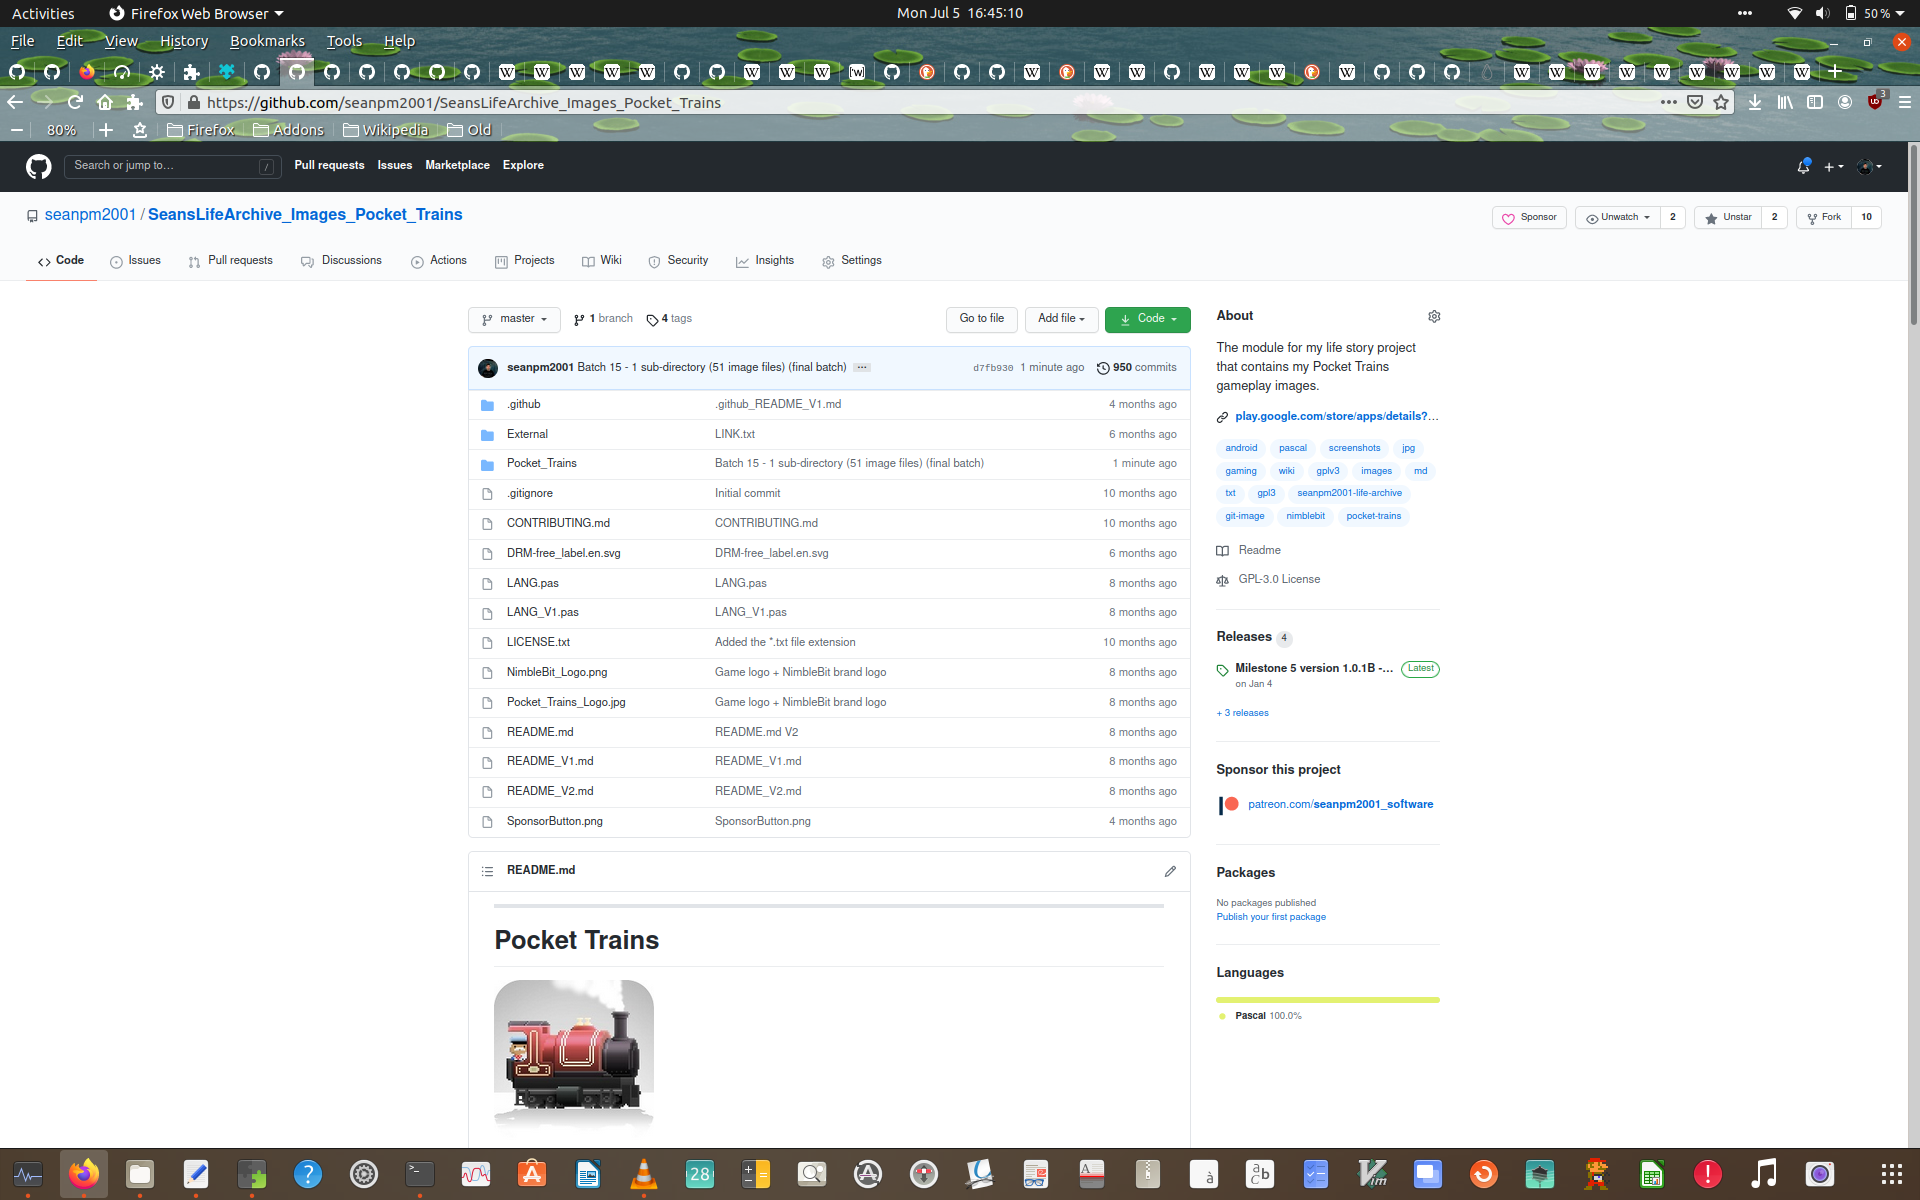 Activities Firefox Web Browser Mon Jul 5 16:45:10 50 %
File Edit View History Bookmarks Tools Help
https://github.com/seanpm2001/SeansLifeArchive_Images_Pocket_Trains 3
80% Firefox Addons Wikipedia Old
Search or jump to… / Pull requests Issues Marketplace Explore
seanpm2001 / SeansLifeArchive_Images_Pocket_Trains Sponsor Unwatch 2 Unstar 2 Fork 10
Code Issues Pull requests Discussions Actions Projects Wiki Security Insights Settings
master 1 branch 4 tags Go to file Add file Code
seanpm2001 Batch 15 - 1 sub-directory (51 image files) (final batch) ... d7fb930 1 minute ago 950 commits
.github .github_README_V1.md 4 months ago
External LINK.txt 6 months ago
Pocket_Trains Batch 15 - 1 sub-directory (51 image files) (final batch) 1 minute ago
.gitignore Initial commit 10 months ago
CONTRIBUTING.md CONTRIBUTING.md 10 months ago
DRM-free_label.en.svg DRM-free_label.en.svg 6 months ago
LANG.pas LANG.pas 8 months ago
LANG_V1.pas LANG_V1.pas 8 months ago
LICENSE.txt Added the *.txt file extension 10 months ago
NimbleBit_Logo.png Game logo + NimbleBit brand logo 8 months ago
Pocket_Trains_Logo.jpg Game logo + NimbleBit brand logo 8 months ago
README.md README.md V2 8 months ago
README_V1.md README_V1.md 8 months ago
README_V2.md README_V2.md 8 months ago
SponsorButton.png SponsorButton.png 4 months ago
README.md
Pocket Trains
About
The module for my life story project
that contains my Pocket Trains
gameplay images.
play.google.com/store/apps/details?…
android pascal screenshots jpg
gaming wiki gplv3 images md
txt gpl3 seanpm2001-life-archive
git-image nimblebit pocket-trains
Readme
GPL-3.0 License
Releases 4
Milestone 5 version 1.0.1B -... Latest
on Jan 4
+ 3 releases
Sponsor this project
patreon.com/seanpm2001_software
Packages
No packages published
Publish your first package
Languages
Pascal 100.0%
28